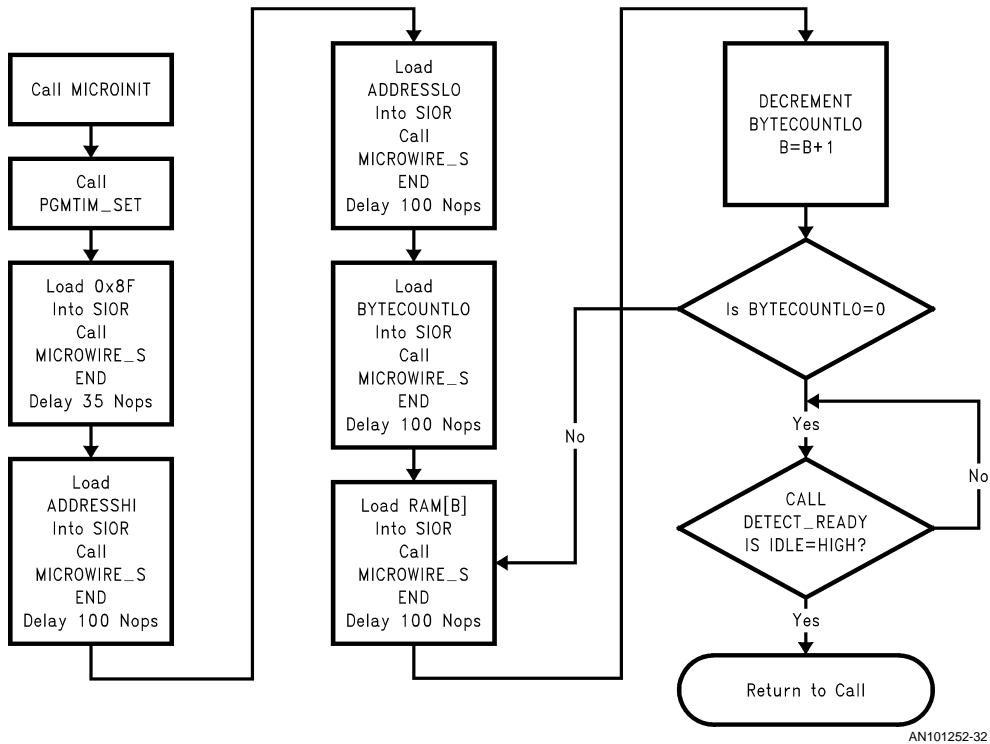 Call MICROINIT
Call
PGMTIM_SET
Load 0x8F
Into SIOR
Call
MICROWIRE_S
END
Delay 35 Nops
Load
ADDRESSHI
Into SIOR
Call
MICROWIRE_S
END
Delay 100 Nops
Load
ADDRESSLO
Into SIOR
Call
MICROWIRE_S
END
Delay 100 Nops
Load
BYTECOUNTLO
Into SIOR
Call
MICROWIRE_S
END
Delay 100 Nops
Load RAM[B]
Into SIOR
Call
MICROWIRE_S
END
Delay 100 Nops
No
DECREMENT
BYTECOUNTLO
B=B+1
Is BYTECOUNTLO=0
Yes
No
CALL
DETECT_READY
IS IDLE=HIGH?
Yes
Return to Call
AN101252-32